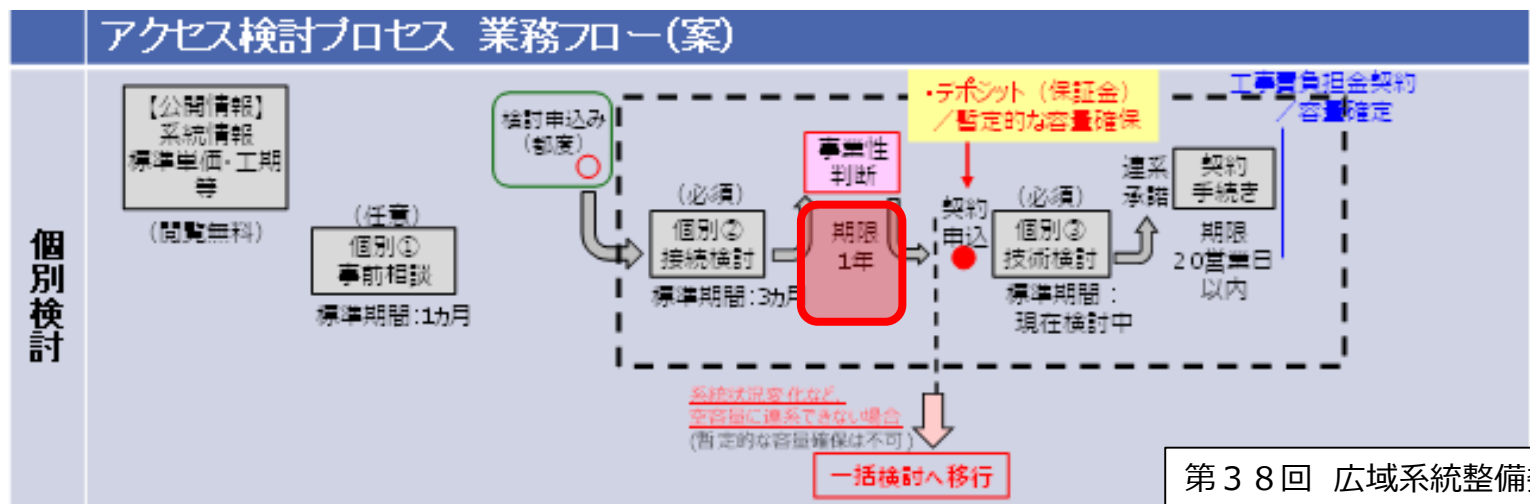 アクセス検討プロセス 業務フロー(案)
個別検討
【公開情報】
系統情報
標準単価・工期
等
(閲覧無料)
(任意)
個別①
事前相談
標準期間:1カ月
検討申込み
(都度)
(必須)
個別②
接続検討
標準期間:3カ月
事業性
判断
期限
1年
・デポジット(保証金)
/暫定的な容量確保
契約
申込
(必須)
個別③
技術検討
標準期間:
現在検討中
連系
承諾
契約
手続き
期限
20営業日
以内
工事費負担金契約
/容量確定
系統状況変化など、
空容量に連系できない場合
(暫定的な容量確保は不可)
一括検討へ移行
第38回 広域系統整備